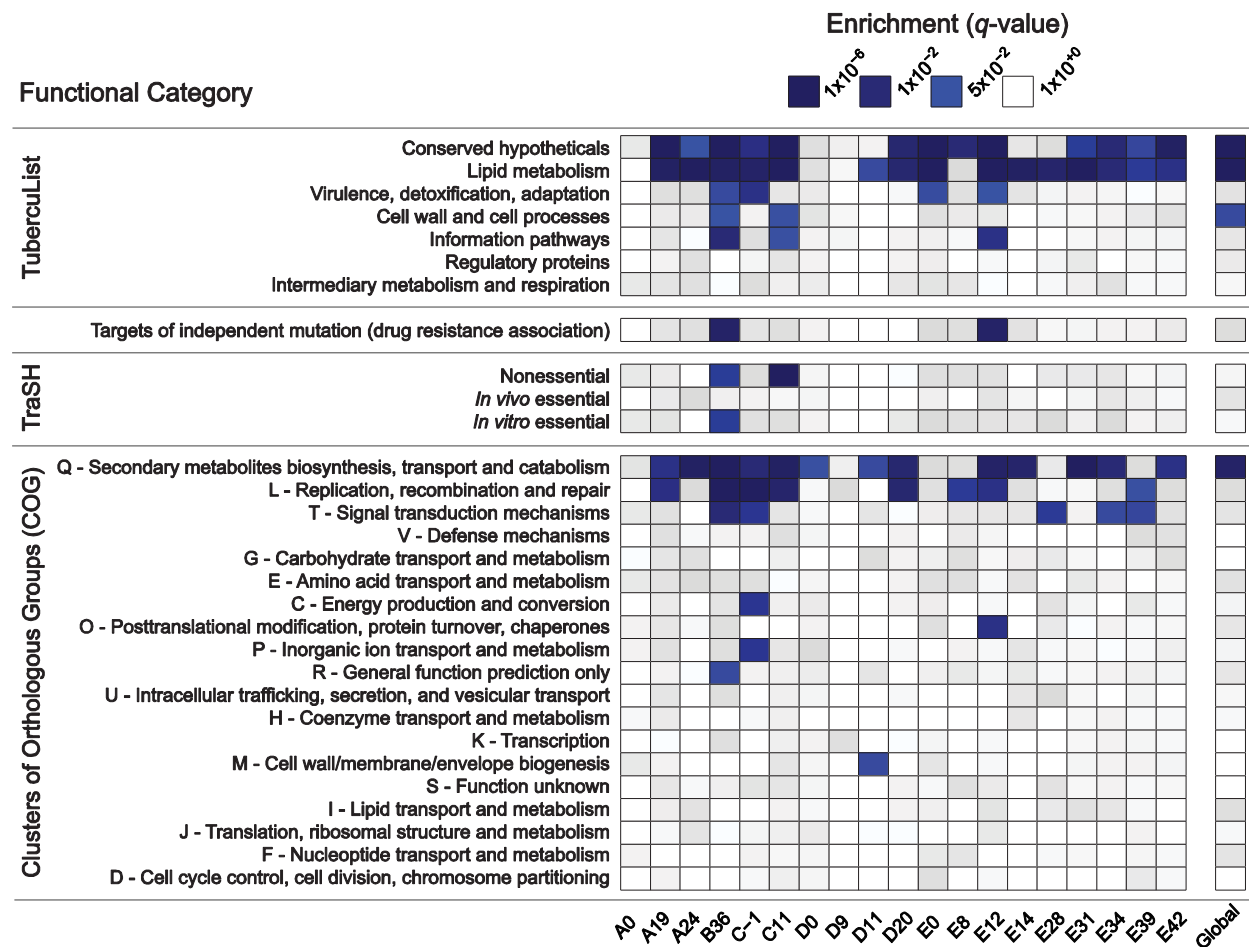 Enrichment (q-value)
1x10⁻⁶
1x10⁻²
5x10⁻²
1x10⁺⁰
Functional Category
TubercuList
Conserved hypotheticals
Lipid metabolism
Virulence, detoxification, adaptation
Cell wall and cell processes
Information pathways
Regulatory proteins
Intermediary metabolism and respiration
Targets of independent mutation (drug resistance association)
TraSH
Nonessential
In vivo essential
In vitro essential
Clusters of Orthologous Groups (COG)
Q - Secondary metabolites biosynthesis, transport and catabolism
L - Replication, recombination and repair
T - Signal transduction mechanisms
V - Defense mechanisms
G - Carbohydrate transport and metabolism
E - Amino acid transport and metabolism
C - Energy production and conversion
O - Posttranslational modification, protein turnover, chaperones
P - Inorganic ion transport and metabolism
R - General function prediction only
U - Intracellular trafficking, secretion, and vesicular transport
H - Coenzyme transport and metabolism
K - Transcription
M - Cell wall/membrane/envelope biogenesis
S - Function unknown
I - Lipid transport and metabolism
J - Translation, ribosomal structure and metabolism
F - Nucleoptide transport and metabolism
D - Cell cycle control, cell division, chromosome partitioning
A0 A19 A24 B36 C-1 C11 D0 D9 D11 D20 E0 E8 E12 E14 E28 E31 E34 E39 E42 Global